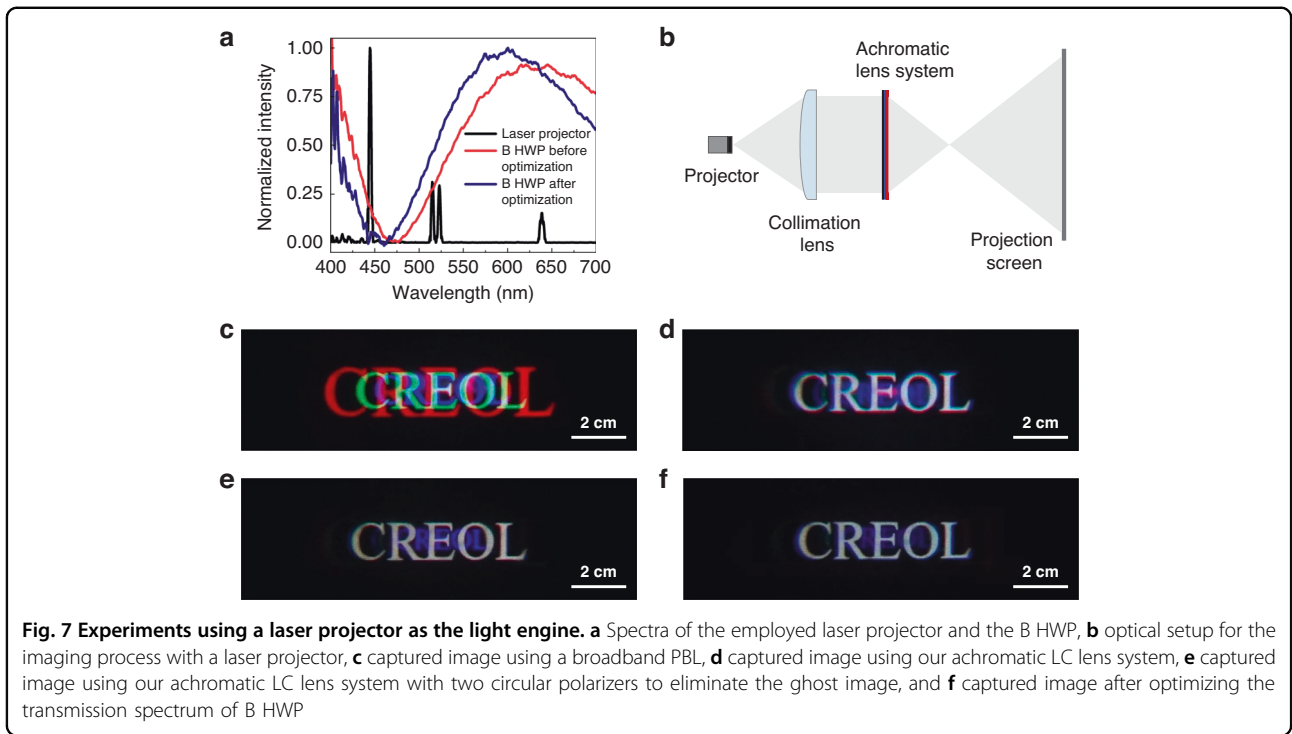 a
1.00
0.75
0.50
0.25
0.00
Normalized intensity
400 450 500 550 600 650 700
Wavelength (nm)
Laser projector
B HWP before
optimization
B HWP after
optimization
b
Achromatic
lens system
Projector
Collimation
lens
Projection
screen
c
CREOL
2 cm
d
CREOL
2 cm
e
CREOL
2 cm
f
CREOL
2 cm
Fig. 7 Experiments using a laser projector as the light engine. a Spectra of the employed laser projector and the B HWP, b optical setup for the
imaging process with a laser projector, c captured image using a broadband PBL, d captured image using our achromatic LC lens system, e captured
image using our achromatic LC lens system with two circular polarizers to eliminate the ghost image, and f captured image after optimizing the
transmission spectrum of B HWP